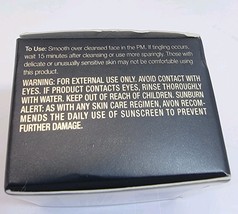 To Use: Smooth over cleansed face in the PM. If tingling occurs,
wait 15 minutes after cleansing or use more sparingly. Those with
delicate or unusually sensitive skin may not be comfortable using
this product.
WARNING: FOR EXTERNAL USE ONLY. AVOID CONTACT WITH
EYES. IF PRODUCT CONTACTS EYES, RINSE THOROUGHLY
WITH WATER. KEEP OUT OF REACH OF CHILDREN. SUNBURN
ALERT: AS WITH ANY SKIN CARE REGIMEN, AVON RECOM-
MENDS THE DAILY USE OF SUNSCREEN TO PREVENT
FURTHER DAMAGE.